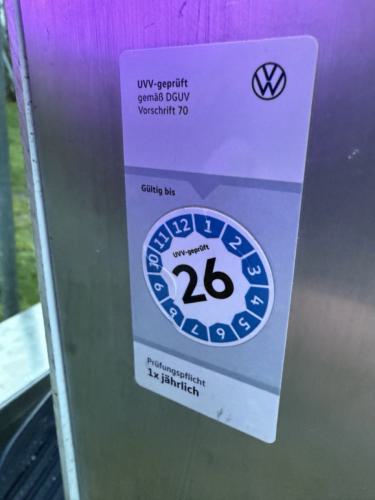 UVV-geprüft
gemäß DGUV
Vorschrift 70
Gültig bis
12 1 2 3 4 5 6 7 8 9 10 11
UVV-geprüft
26
Prüfungspflicht
1x jährlich